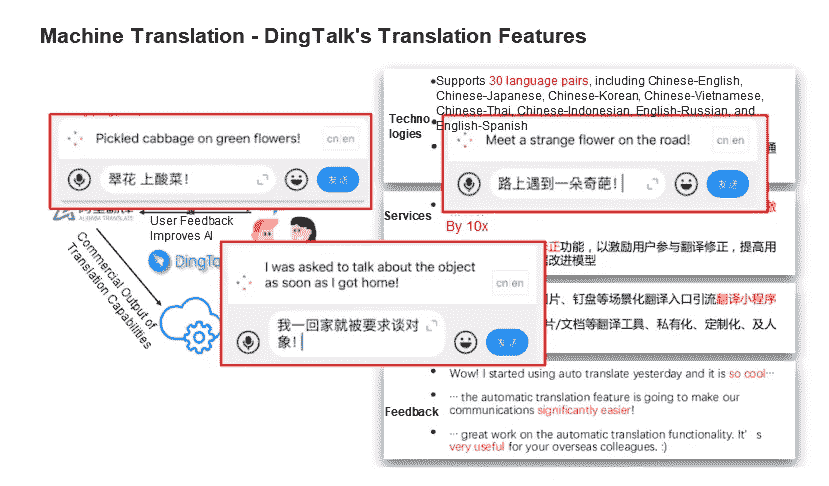 Machine Translation - DingTalk's Translation Features
Pickled cabbage on green flowers!
cn|en
翠花 上酸菜!
发送
ALIBABA TRANSLATE
User Feedback
Improves AI
DingTa
Commercial Output of
Translation Capabilities
I was asked to talk about the object
as soon as I got home!
cn|en
我一回家就被要求谈对
象!
发送
Techno
logies
•Supports 30 language pairs, including Chinese-English,
Chinese-Japanese, Chinese-Korean, Chinese-Vietnamese,
Chinese-Thai, Chinese-Indonesian, English-Russian, and
English-Spanish
Meet a strange flower on the road!
cn|en
路上遇到一朵奇葩!
发送
Services
By 10x
正功能,以激励用户参与翻译修正,提高用
改进模型
片、钉盘等场景化翻译入口引流翻译小程序
片/文档等翻译工具、私有化、定制化、及人
Feedback
• Wow! I started using auto translate yesterday and it is so cool···
• ··· the automatic translation feature is going to make our
communications significantly easier!
• ··· great work on the automatic translation functionality. It's
very useful for your overseas colleagues. :)